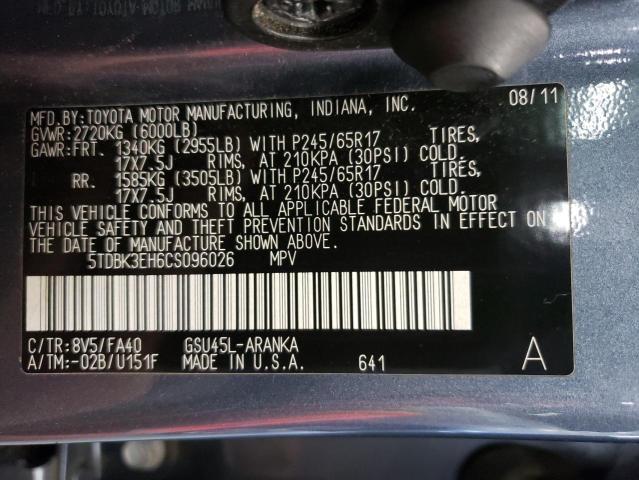 MFD.BY:TOYOTA MOTOR MANUFACTURING, INDIANA, INC. 08/11
GVWR:2720KG (6000LB)
GAWR:FRT. 1340KG (2955LB) WITH P245/65R17 TIRES,
17X7.5J RIMS, AT 210KPA (30PSI) COLD.
RR. 1585KG (3505LB) WITH P245/65R17 TIRES,
17X7.5J RIMS, AT 210KPA (30PSI) COLD.
THIS VEHICLE CONFORMS TO ALL APPLICABLE FEDERAL MOTOR
VEHICLE SAFETY AND THEFT PREVENTION STANDARDS IN EFFECT ON
THE DATE OF MANUFACTURE SHOWN ABOVE.
5TDBK3EH6CS096026 MPV
C/TR:8V5/FA40 GSU45L-ARANKA
A/TM:-02B/U151F MADE IN U.S.A. 641 A